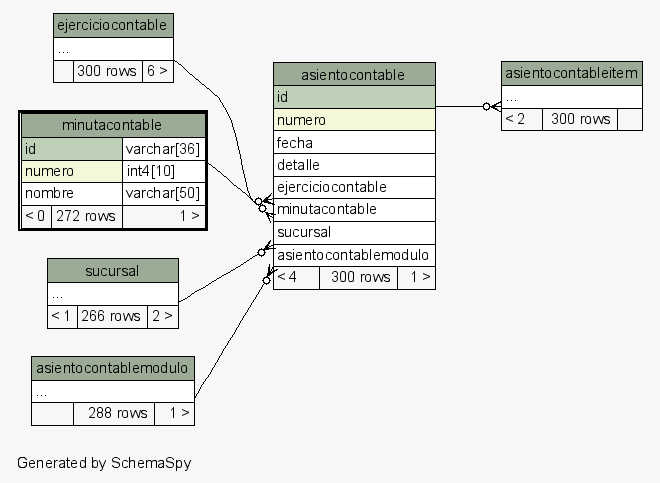 ejerciciocontable
...
300 rows 6 >
minutacontable
id varchar[36]
numero int4[10]
nombre varchar[50]
< 0 272 rows 1 >
sucursal
...
< 1 266 rows 2 >
asientocontablemodulo
...
288 rows 1 >
asientocontable
id
numero
fecha
detalle
ejerciciocontable
minutacontable
sucursal
asientocontablemodulo
< 4 300 rows 1 >
asientocontableitem
...
< 2 300 rows
Generated by SchemaSpy